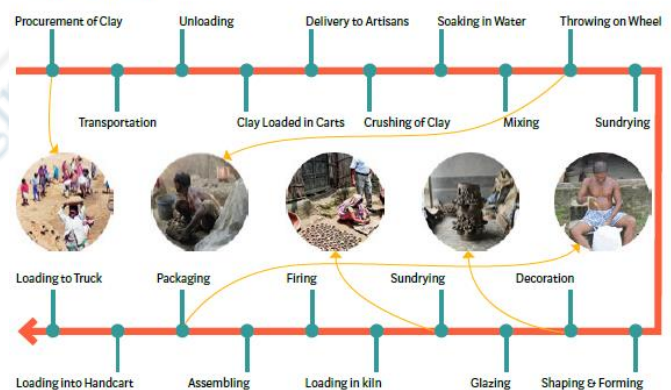 Procurement of Clay
Unloading
Delivery to Artisans
Soaking in Water
Throwing on Wheel
Transportation
Clay Loaded in Carts
Crushing of Clay
Mixing
Sundrying
Loading to Truck
Packaging
Firing
Sundrying
Decoration
Loading into Handcart
Assembling
Loading in kiln
Glazing
Shaping & Forming